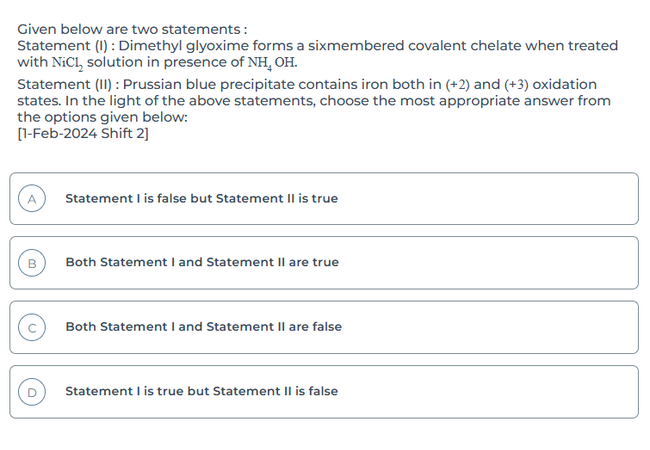 Given below are two statements :
Statement (I) : Dimethyl glyoxime forms a sixmembered covalent chelate when treated
with NiCl₂ solution in presence of NH₄ OH.
Statement (II) : Prussian blue precipitate contains iron both in (+2) and (+3) oxidation
states. In the light of the above statements, choose the most appropriate answer from
the options given below:
[1-Feb-2024 Shift 2]
A Statement I is false but Statement II is true
B Both Statement I and Statement II are true
C Both Statement I and Statement II are false
D Statement I is true but Statement II is false